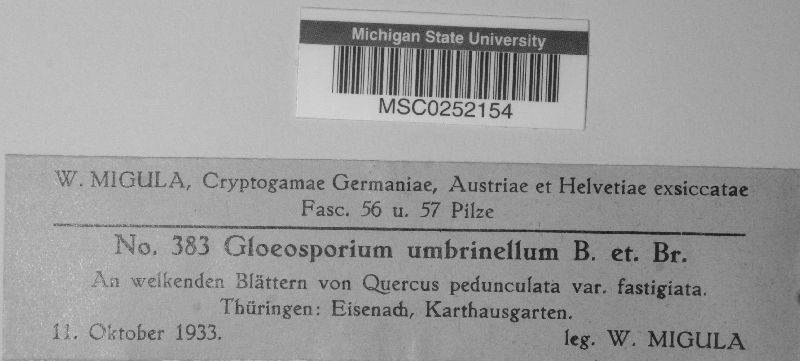 Michigan State University
MSC0252154
W. MIGULA, Cryptogamae Germaniae, Austriae et Helvetiae exsiccatae
Fasc. 56 u. 57 Pilze
No. 383 Gloeosporium umbrinellum B. et. Br.
An welkenden Blättern von Quercus pedunculata var. fastigiata.
Thüringen: Eisenach, Karthausgarten.
11. Oktober 1933. leg. W. MIGULA